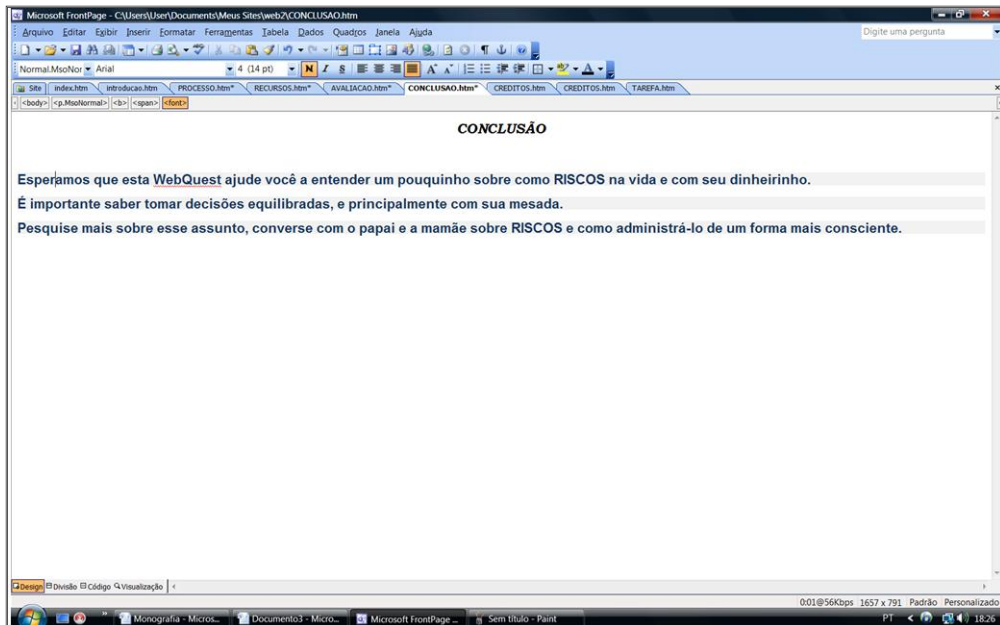 Microsoft FrontPage - C:\Users\User\Documents\Meus Sites\web2\CONCLUSAO.htm
Arquivo Editar Exibir Inserir Formatar Ferramentas Tabela Dados Quadros Janela Ajuda Digite uma pergunta
Normal.MsoNor Arial 4 (14 pt) N I S
Site index.htm introducao.htm PROCESSO.htm* RECURSOS.htm* AVALIACAO.htm* CONCLUSAO.htm* CREDITOS.htm CREDITOS.htm TAREFA.htm
<body> <p.MsoNormal> <b> <span> <font>
CONCLUSÃO
Esperamos que esta WebQuest ajude você a entender um pouquinho sobre como RISCOS na vida e com seu dinheirinho.
É importante saber tomar decisões equilibradas, e principalmente com sua mesada.
Pesquise mais sobre esse assunto, converse com o papai e a mamãe sobre RISCOS e como administrá-lo de um forma mais consciente.
Design Divisão Código Visualização
0:01@56Kbps 1657 x 791 Padrão Personalizado
Monografia - Micros... Documento3 - Micro... Microsoft FrontPage ... Sem título - Paint PT 18:26